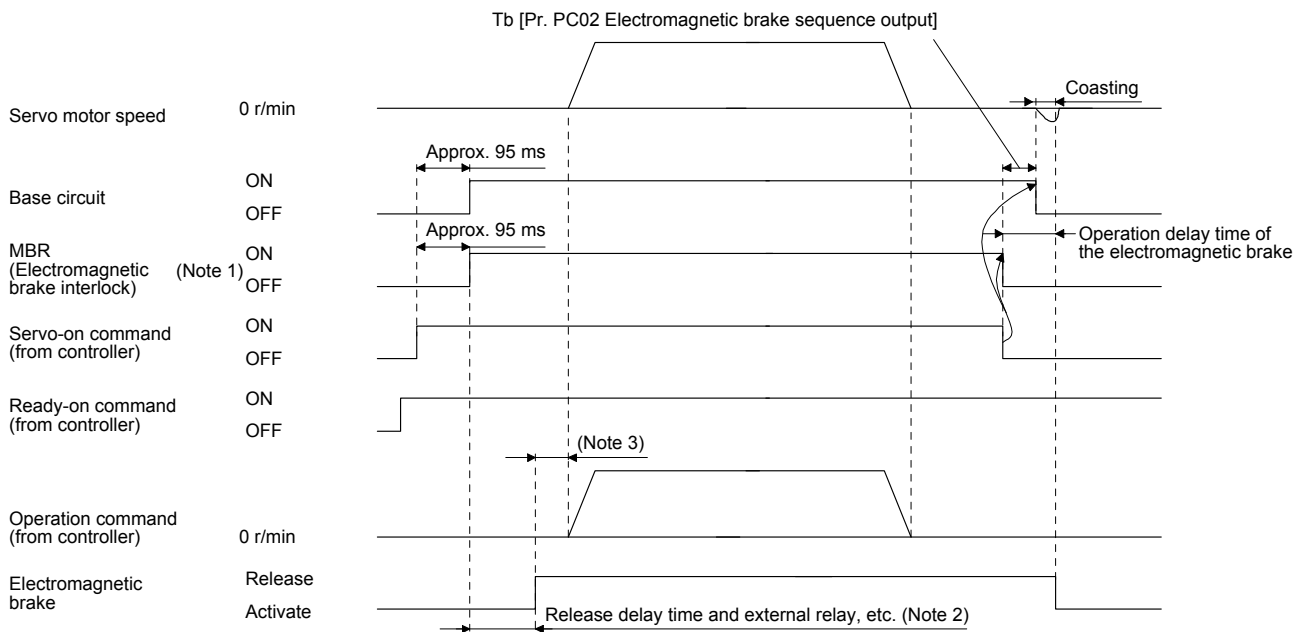 Tb [Pr. PC02 Electromagnetic brake sequence output]
Coasting
Servo motor speed
0 r/min
Approx. 95 ms
Base circuit
ON
OFF
Approx. 95 ms
MBR
(Electromagnetic
brake interlock)
(Note 1)
ON
OFF
Operation delay time of
the electromagnetic brake
Servo-on command
(from controller)
ON
OFF
Ready-on command
(from controller)
ON
OFF
(Note 3)
Operation command
(from controller)
0 r/min
Electromagnetic
brake
Release
Activate
Release delay time and external relay, etc. (Note 2)